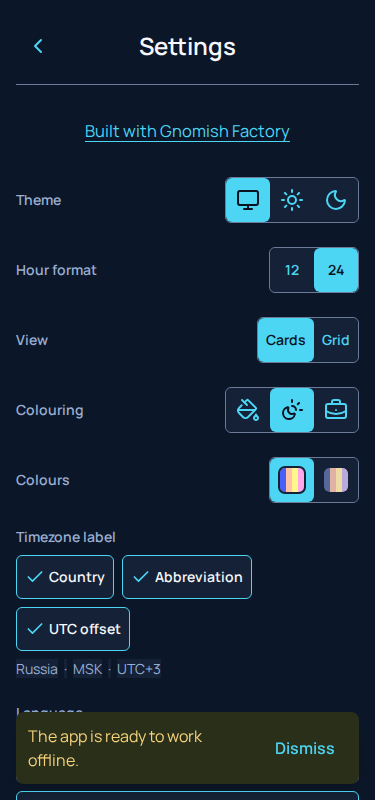 Settings
Built with Gnomish Factory
Theme
Hour format
12
24
View
Cards
Grid
Colouring
Colours
Timezone label
Country
Abbreviation
UTC offset
Russia · MSK · UTC+3
Language
The app is ready to work
offline.
Dismiss